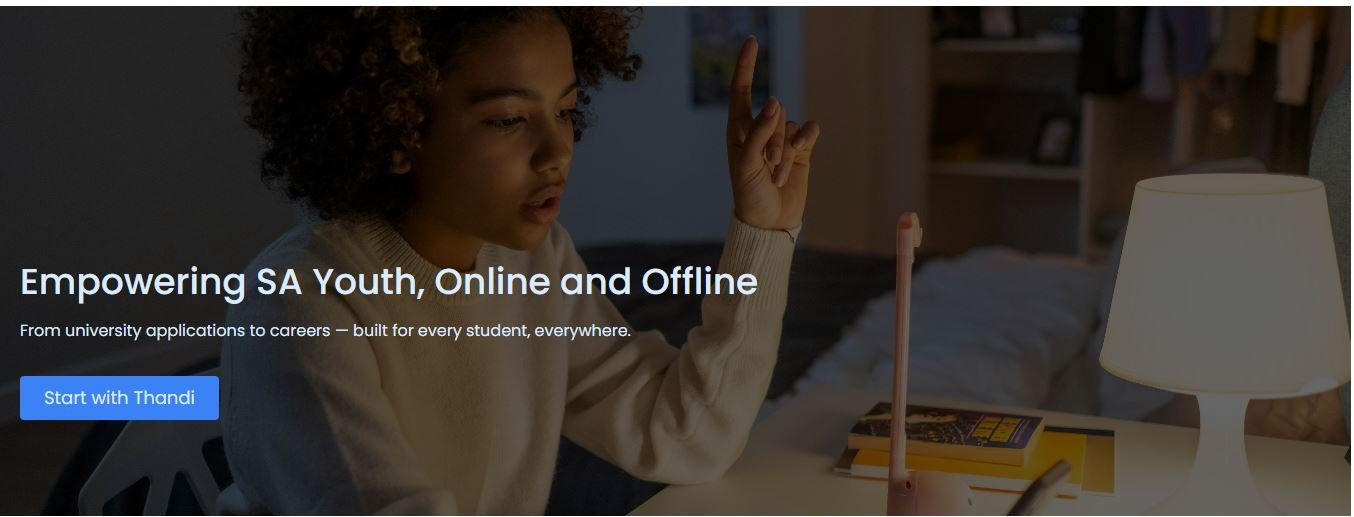 Empowering SA Youth, Online and Offline
From university applications to careers — built for every student, everywhere.
Start with Thandi